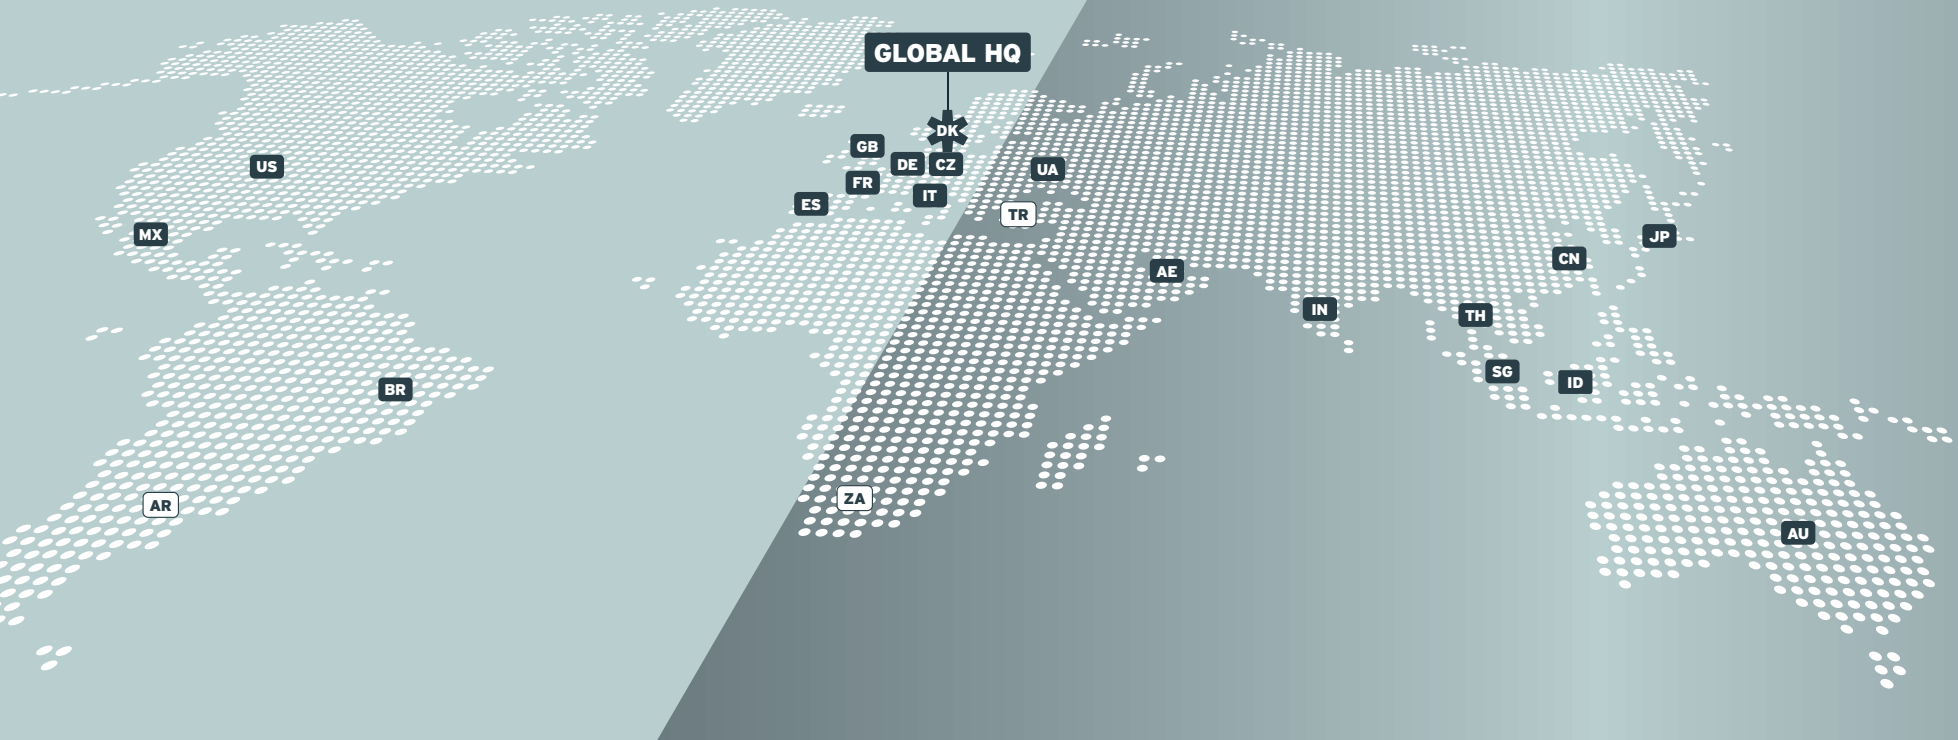 GLOBAL HQ
DK
GB
DE
CZ
US
UA
FR
IT
ES
TR
MX
JP
CN
AE
IN
TH
SG
ID
BR
ZA
AR
AU